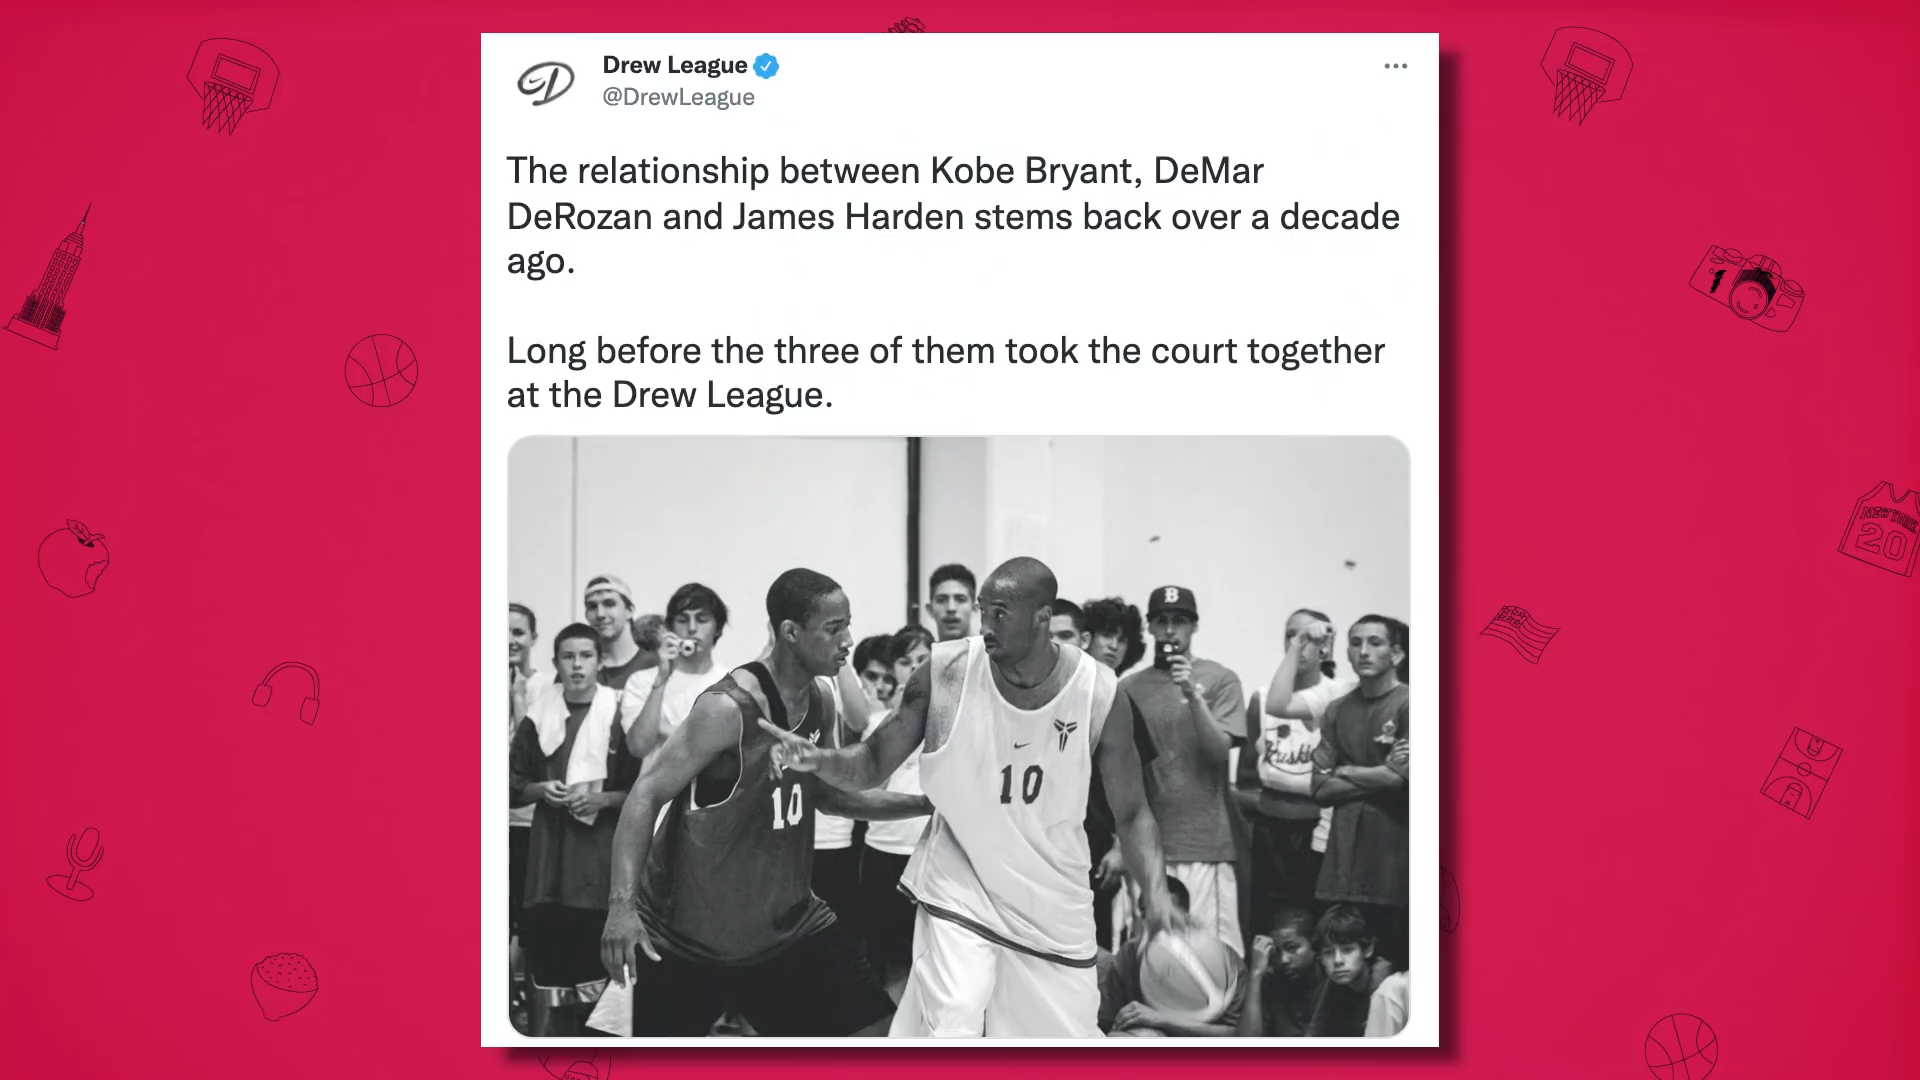 Drew League
@DrewLeague
The relationship between Kobe Bryant, DeMar
DeRozan and James Harden stems back over a decade
ago.
Long before the three of them took the court together
at the Drew League.
B
10
10
NEW YORK
20